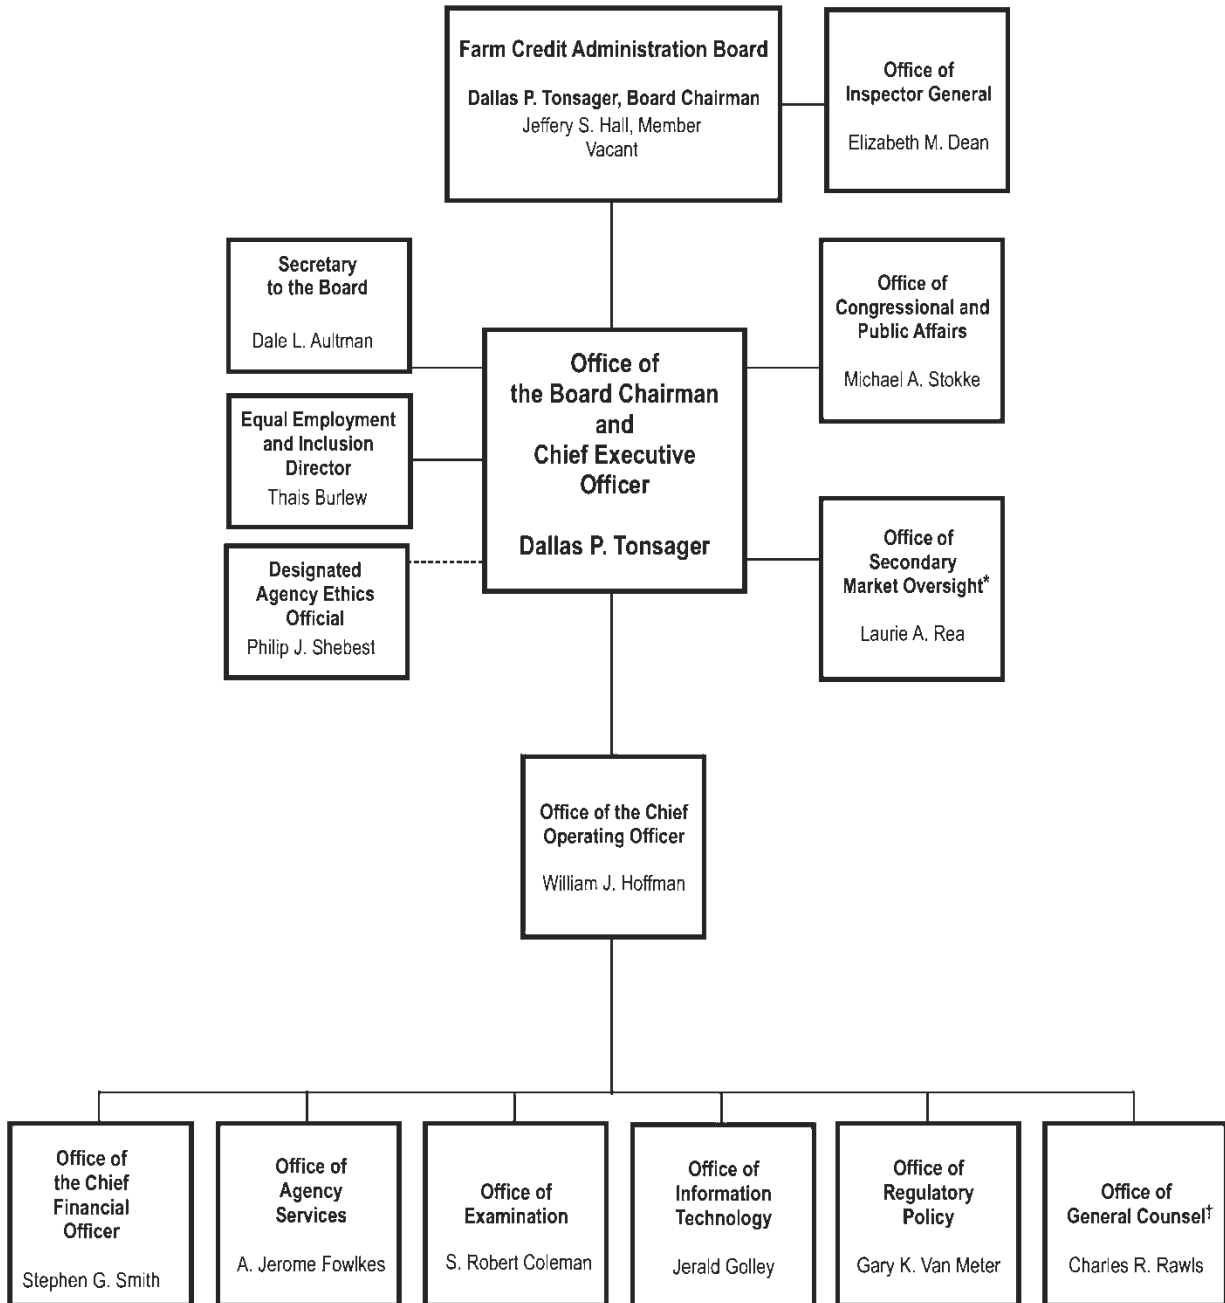 Farm Credit Administration Board
Dallas P. Tonsager, Board Chairman
Jeffery S. Hall, Member
Vacant
Office of
Inspector General
Elizabeth M. Dean
Secretary
to the Board
Dale L. Aultman
Office of
Congressional and
Public Affairs
Michael A. Stokke
Office of
the Board Chairman
and
Chief Executive
Officer
Dallas P. Tonsager
Equal Employment
and Inclusion
Director
Thais Burlew
Designated
Agency Ethics
Official
Philip J. Shebest
Office of
Secondary
Market Oversight*
Laurie A. Rea
Office of the Chief
Operating Officer
William J. Hoffman
Office of
the Chief
Financial
Officer
Stephen G. Smith
Office of
Agency
Services
A. Jerome Fowlkes
Office of
Examination
S. Robert Coleman
Office of
Information
Technology
Jerald Golley
Office of
Regulatory
Policy
Gary K. Van Meter
Office of
General Counsel†
Charles R. Rawls